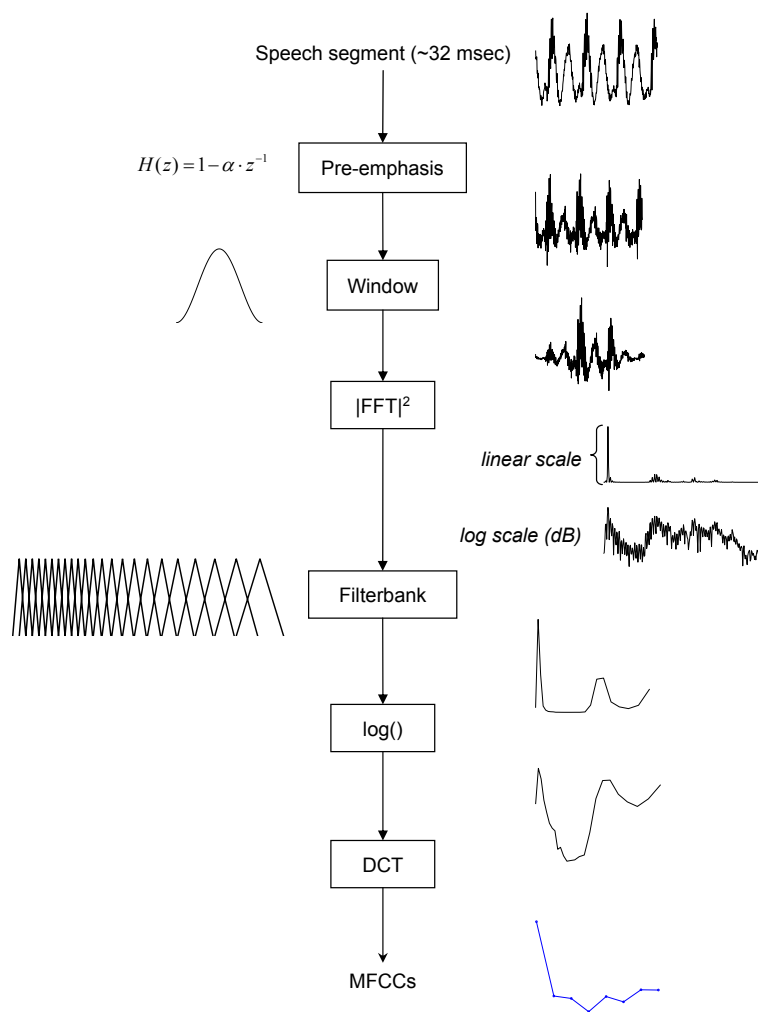 Speech segment (~32 msec)
H(z) = 1 − α · z⁻¹
Pre-emphasis
Window
|FFT|²
linear scale
log scale (dB)
Filterbank
log()
DCT
MFCCs